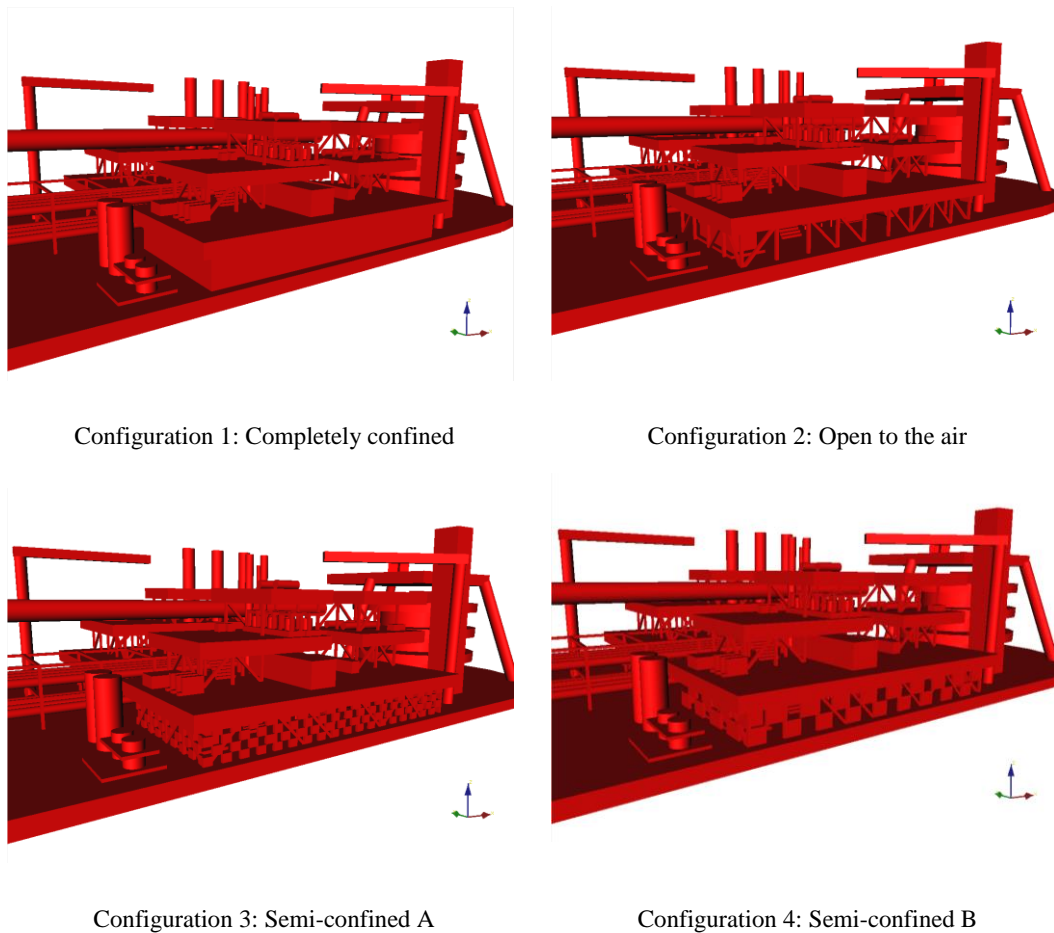 Configuration 1: Completely confined
Configuration 2: Open to the air
Configuration 3: Semi-confined A
Configuration 4: Semi-confined B